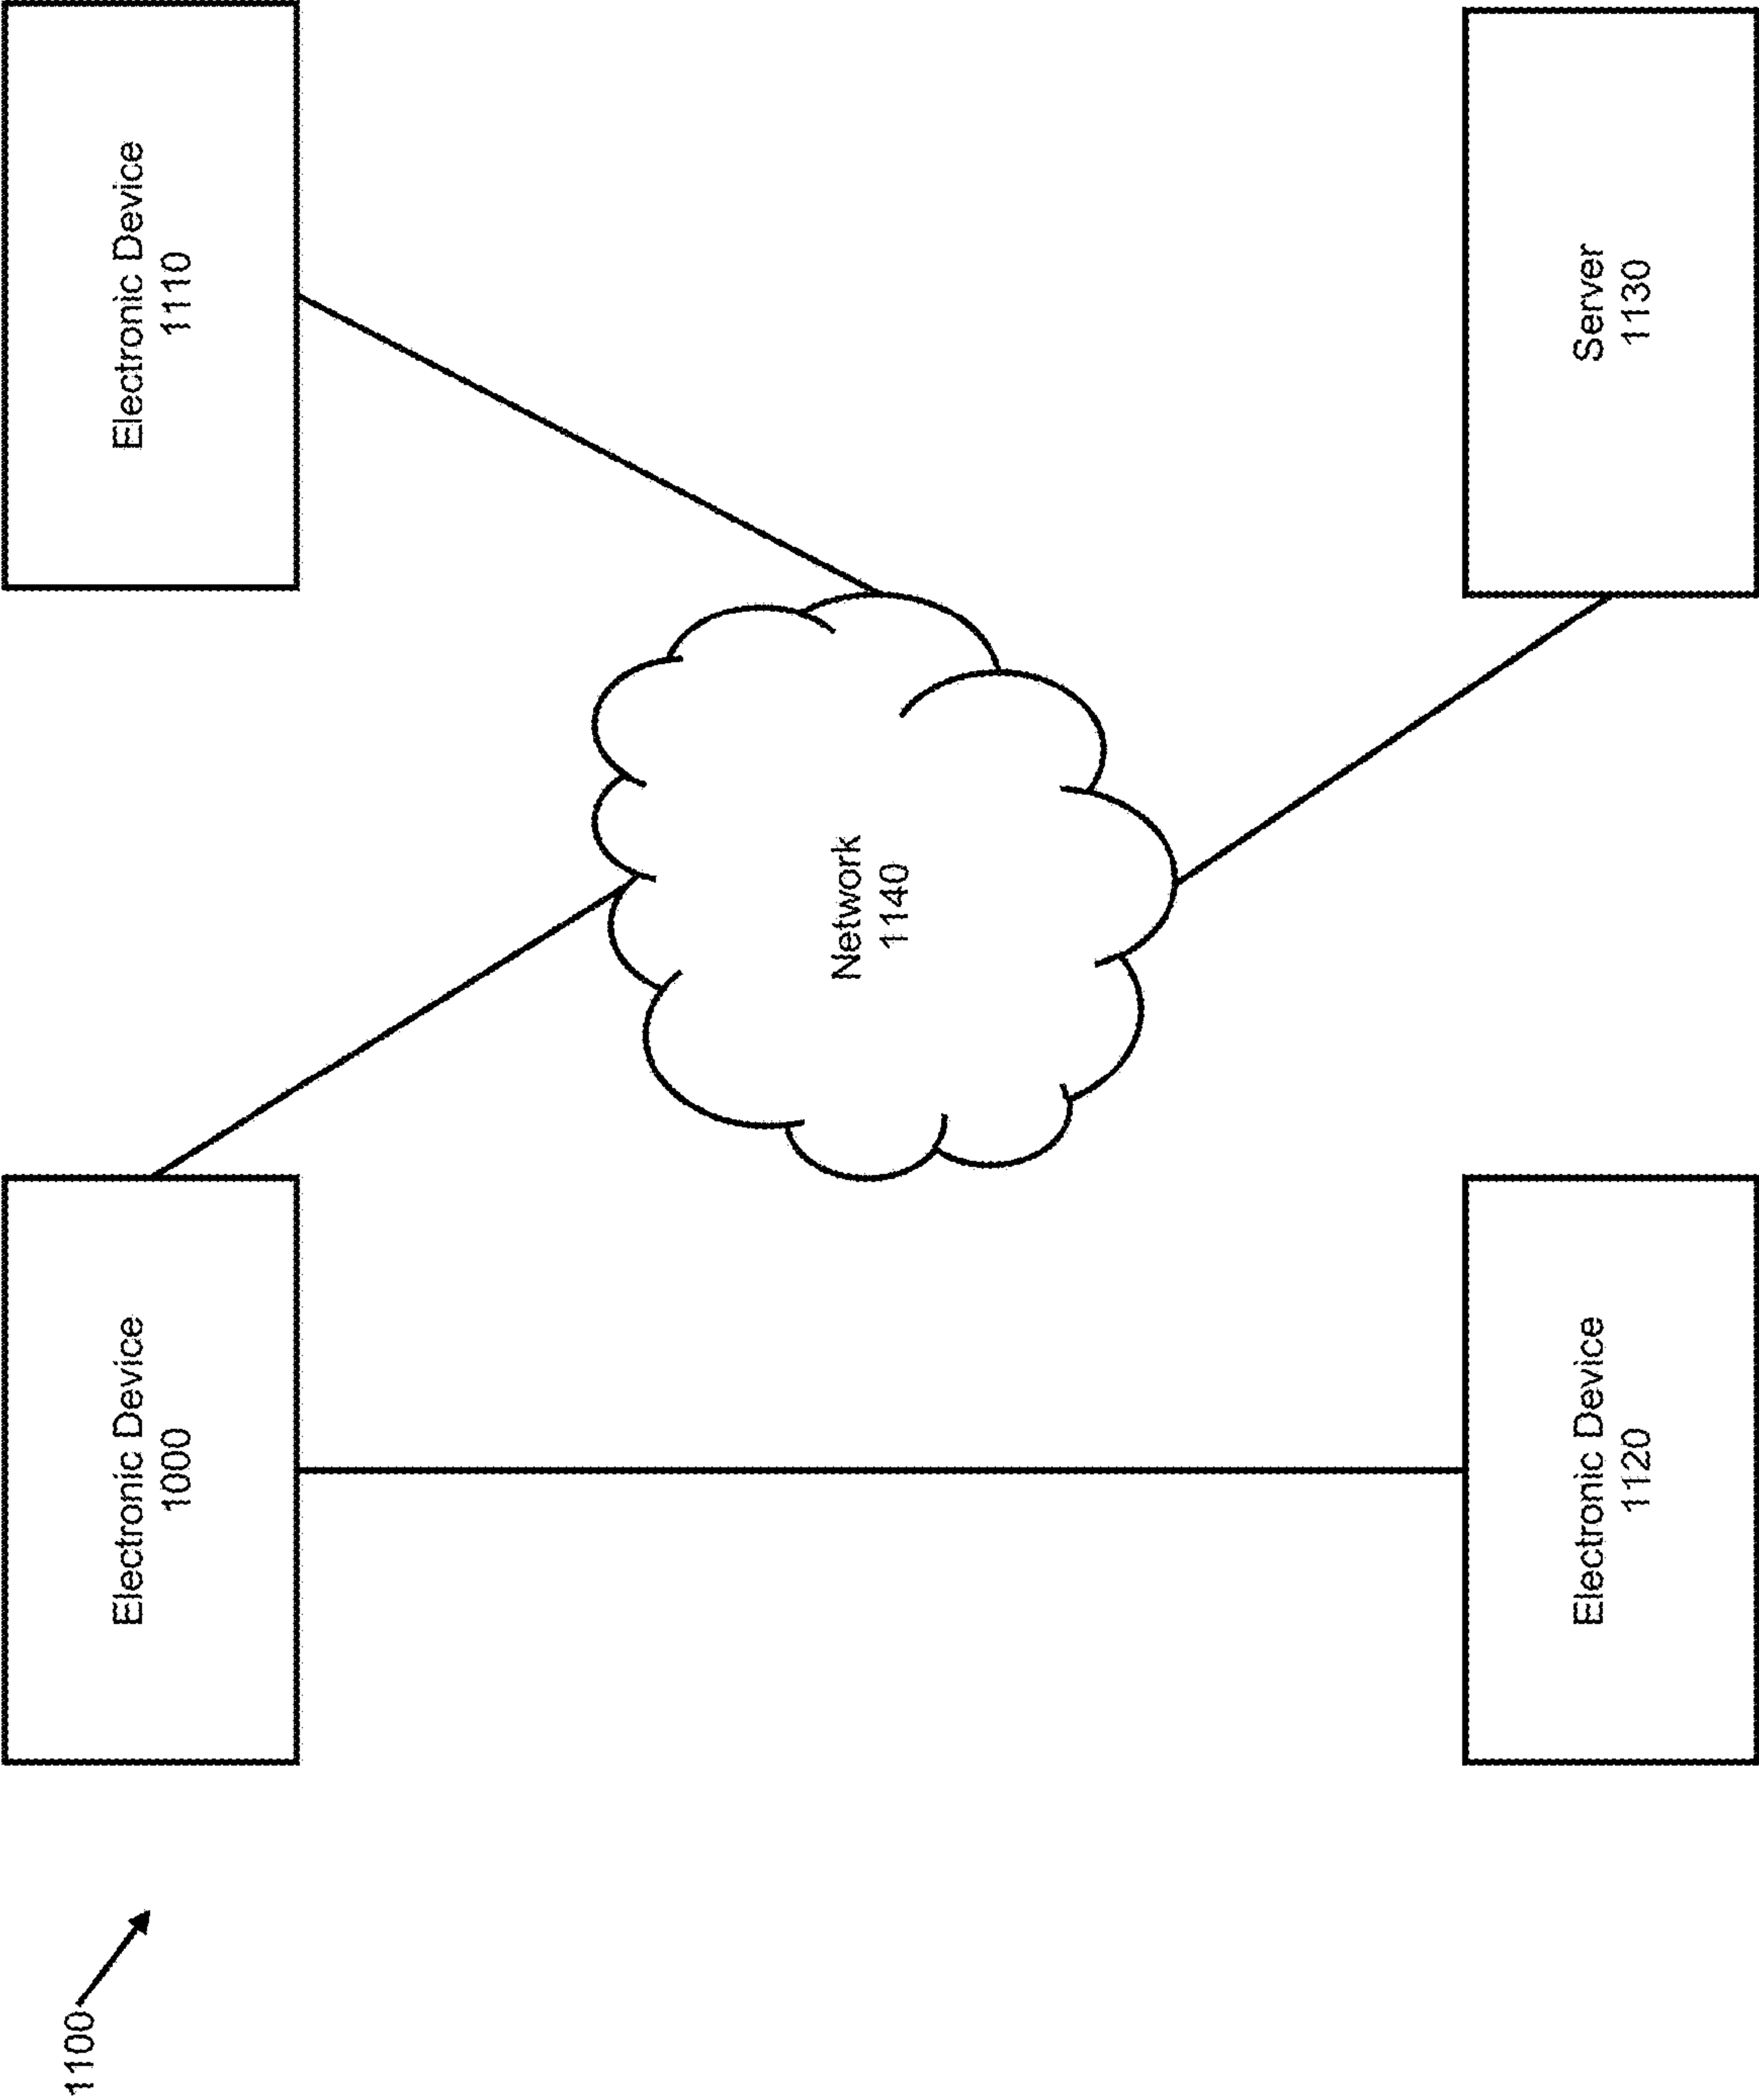 1100
Electronic Device
1000
Electronic Device
1110
Network
1140
Electronic Device
1120
Server
1130